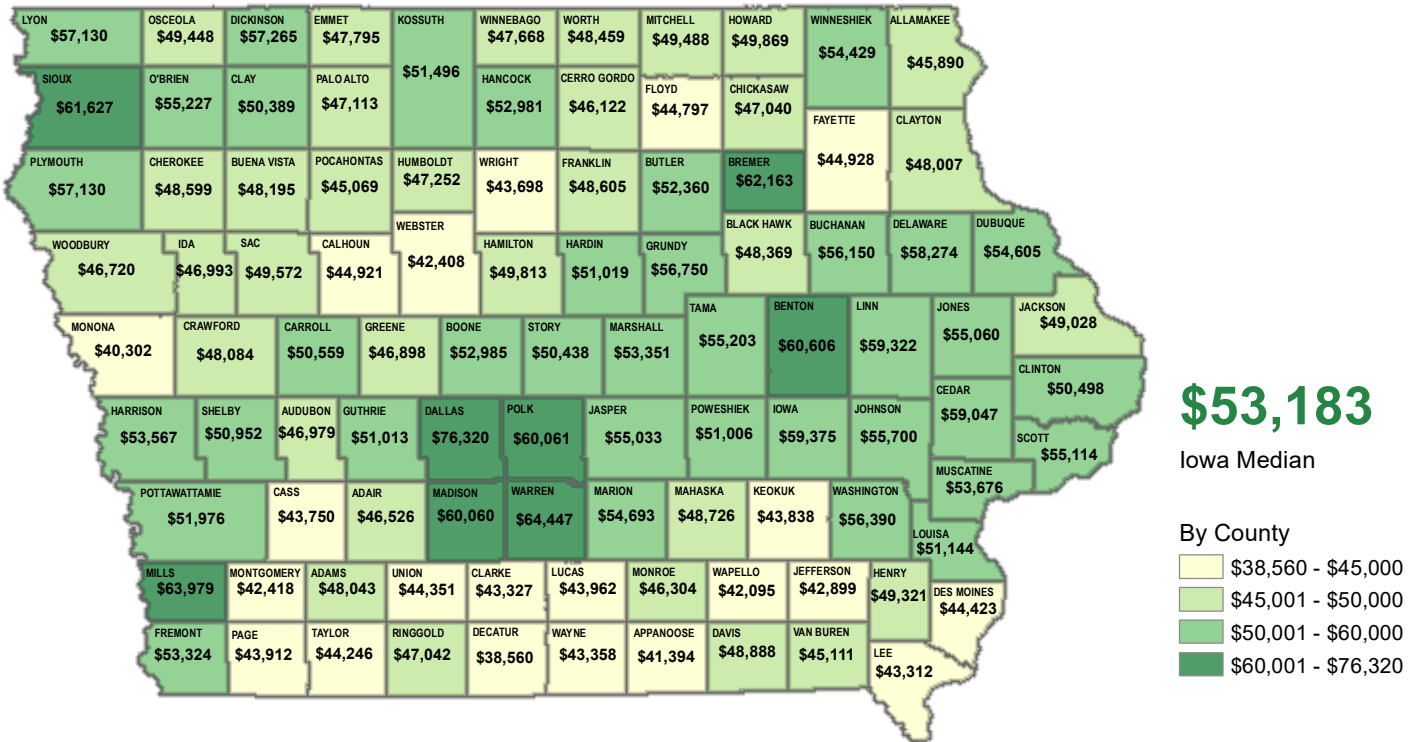 LYON
$57,130
OSCEOLA
$49,448
DICKINSON
$57,265
EMMET
$47,795
KOSSUTH
$51,496
WINNEBAGO
$47,668
WORTH
$48,459
MITCHELL
$49,488
HOWARD
$49,869
WINNESHIEK
$54,429
ALLAMAKEE
$45,890
SIOUX
$61,627
O'BRIEN
$55,227
CLAY
$50,389
PALO ALTO
$47,113
HANCOCK
$52,981
CERRO GORDO
$46,122
FLOYD
$44,797
CHICKASAW
$47,040
FAYETTE
$44,928
CLAYTON
$48,007
PLYMOUTH
$57,130
CHEROKEE
$48,599
BUENA VISTA
$48,195
POCAHONTAS
$45,069
HUMBOLDT
$47,252
WRIGHT
$43,698
FRANKLIN
$48,605
BUTLER
$52,360
BREMER
$62,163
WOODBURY
$46,720
IDA
$46,993
SAC
$49,572
CALHOUN
$44,921
WEBSTER
$42,408
HAMILTON
$49,813
HARDIN
$51,019
GRUNDY
$56,750
BLACK HAWK
$48,369
BUCHANAN
$56,150
DELAWARE
$58,274
DUBUQUE
$54,605
MONONA
$40,302
CRAWFORD
$48,084
CARROLL
$50,559
GREENE
$46,898
BOONE
$52,985
STORY
$50,438
MARSHALL
$53,351
TAMA
$55,203
BENTON
$60,606
LINN
$59,322
JONES
$55,060
JACKSON
$49,028
CLINTON
$50,498
HARRISON
$53,567
SHELBY
$50,952
AUDUBON
$46,979
GUTHRIE
$51,013
DALLAS
$76,320
POLK
$60,061
JASPER
$55,033
POWESHIEK
$51,006
IOWA
$59,375
JOHNSON
$55,700
CEDAR
$59,047
SCOTT
$55,114
MUSCATINE
$53,676
POTTAWATTAMIE
$51,976
CASS
$43,750
ADAIR
$46,526
MADISON
$60,060
WARREN
$64,447
MARION
$54,693
MAHASKA
$48,726
KEOKUK
$43,838
WASHINGTON
$56,390
LOUISA
$51,144
MILLS
$63,979
MONTGOMERY
$42,418
ADAMS
$48,043
UNION
$44,351
CLARKE
$43,327
LUCAS
$43,962
MONROE
$46,304
WAPELLO
$42,095
JEFFERSON
$42,899
HENRY
$49,321
DES MOINES
$44,423
FREMONT
$53,324
PAGE
$43,912
TAYLOR
$44,246
RINGGOLD
$47,042
DECATUR
$38,560
WAYNE
$43,358
APPANOOSE
$41,394
DAVIS
$48,888
VAN BUREN
$45,111
LEE
$43,312
$53,183
Iowa Median
By County
$38,560 - $45,000
$45,001 - $50,000
$50,001 - $60,000
$60,001 - $76,320